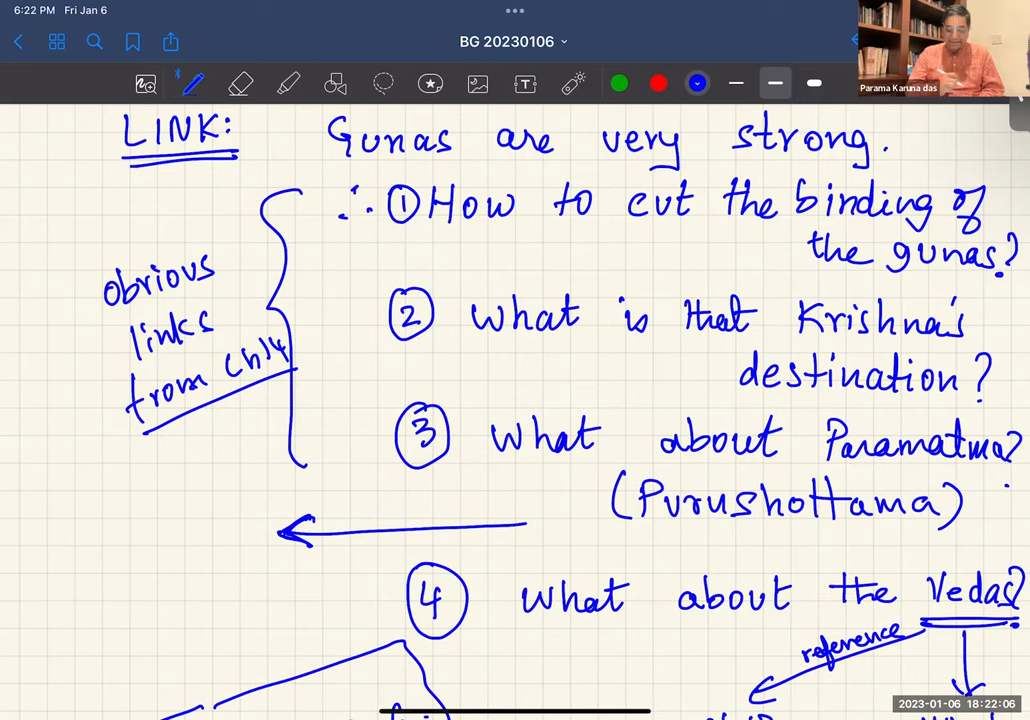 6:22 PM Fri Jan 6
BG 20230106
Parama Karuna das
LINK: Gunas are very strong.
∴ ① How to cut the binding of
the gunas?
obvious
links
from Ch14
② What is that Krishna's
destination?
③ What about Paramatma?
(Purushottama)
④ What about the Vedas?
reference
2023-01-06 18:22:06